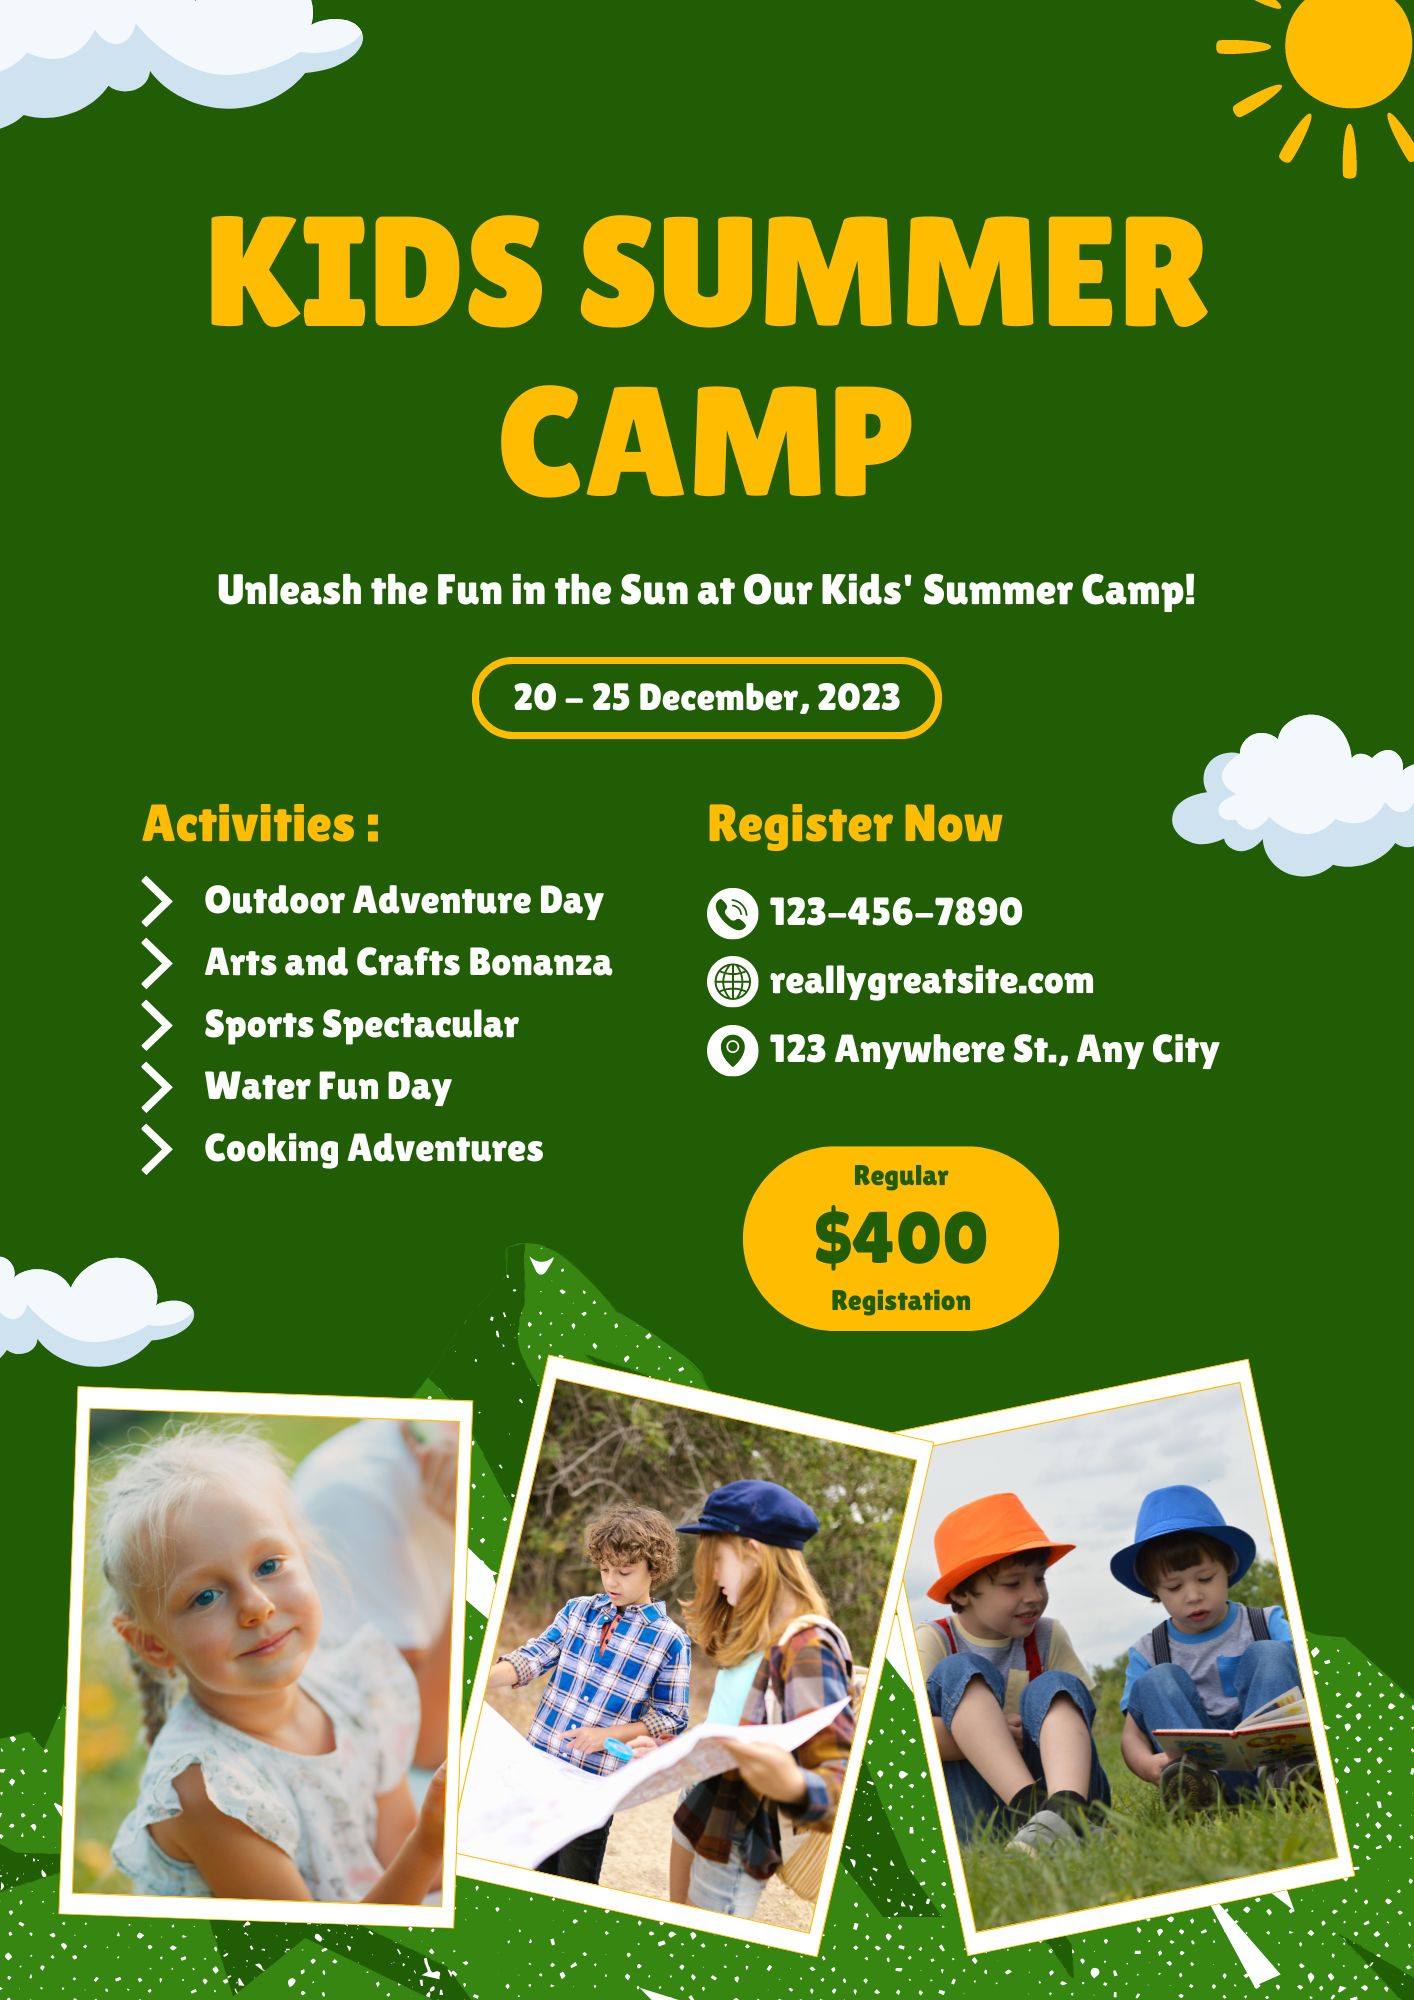 KIDS SUMMER
CAMP
Unleash the Fun in the Sun at Our Kids' Summer Camp!
20 - 25 December, 2023
Activities :
Outdoor Adventure Day
Arts and Crafts Bonanza
Sports Spectacular
Water Fun Day
Cooking Adventures
Register Now
123-456-7890
reallygreatsite.com
123 Anywhere St., Any City
Regular
$400
Registation